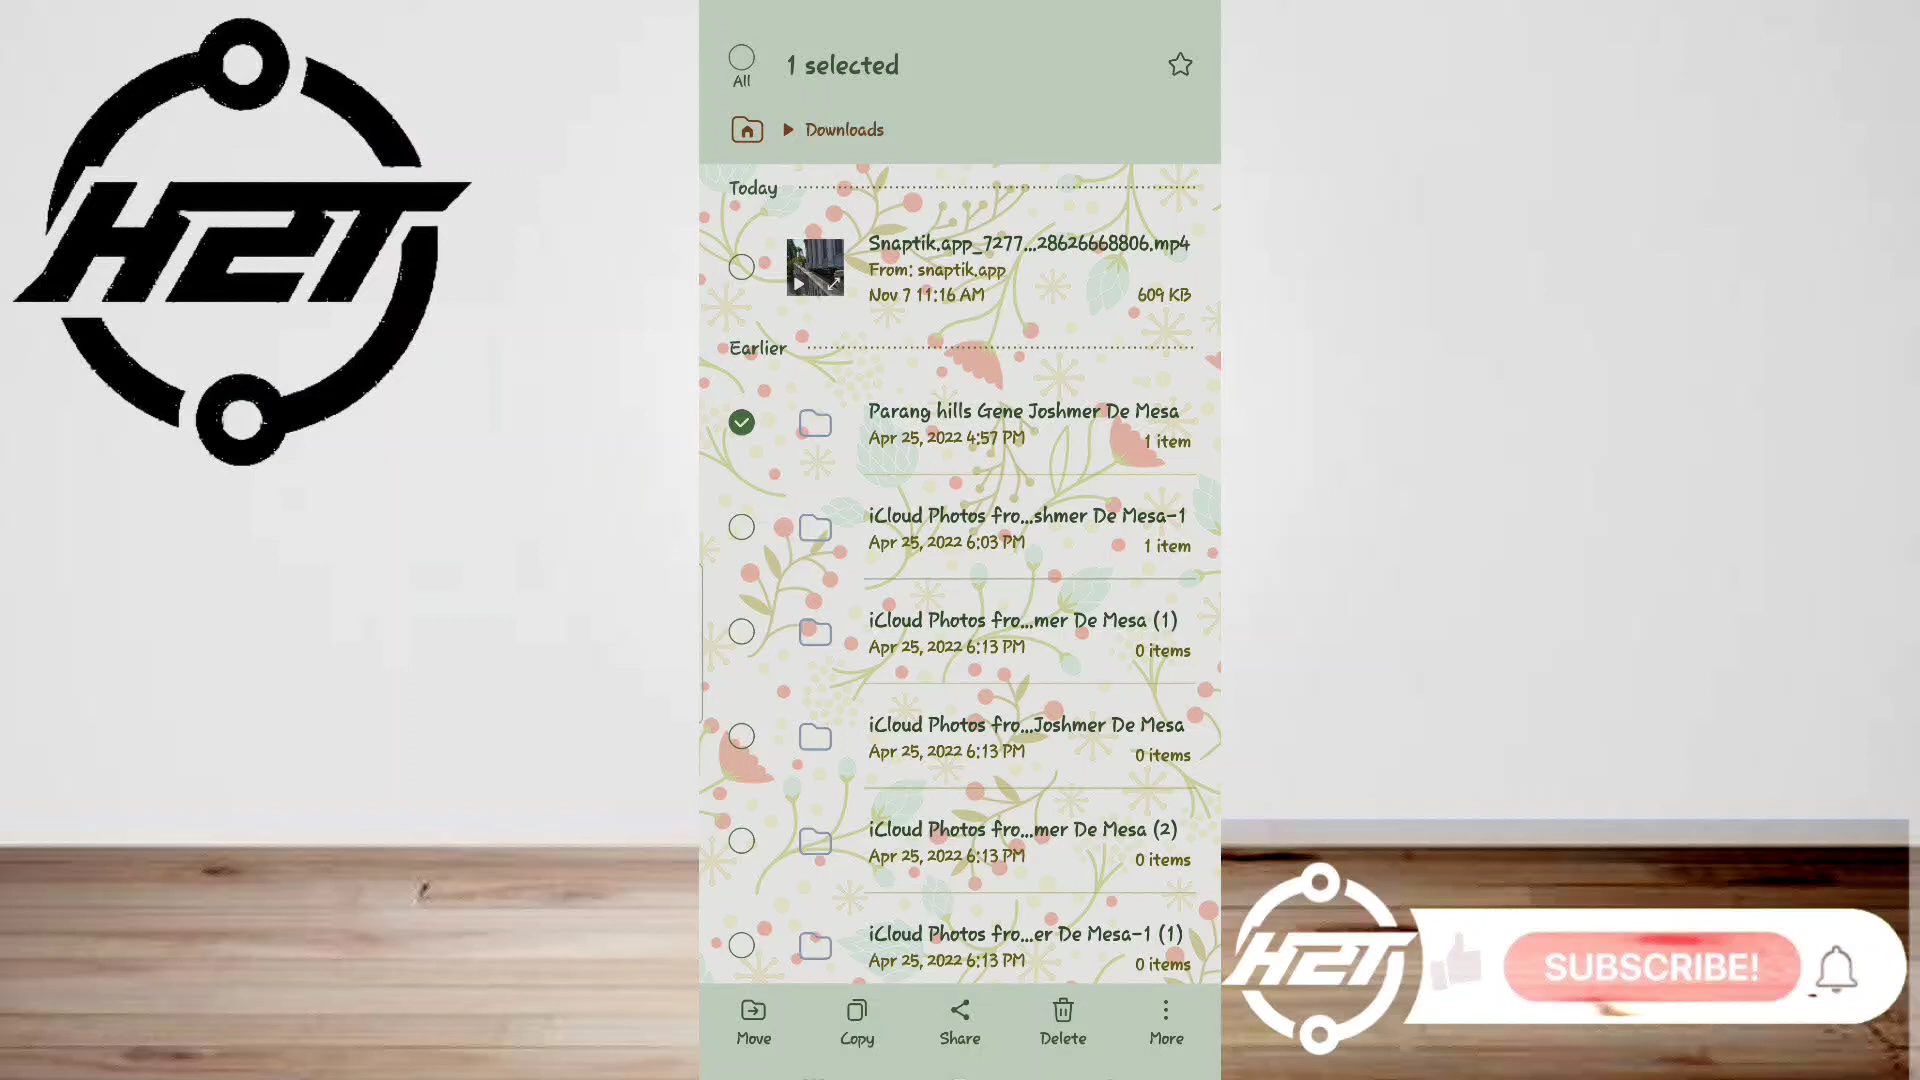 H2T
All
1 selected
Downloads
Today
Snaptik.app_7277...28626668806.mp4
From: snaptik.app
Nov 7 11:16 AM
609 KB
Earlier
Parang hills Gene Joshmer De Mesa
Apr 25, 2022 4:57 PM
1 item
iCloud Photos fro...shmer De Mesa-1
Apr 25, 2022 6:03 PM
1 item
iCloud Photos fro...mer De Mesa (1)
Apr 25, 2022 6:13 PM
0 items
iCloud Photos fro...Joshmer De Mesa
Apr 25, 2022 6:13 PM
0 items
iCloud Photos fro...mer De Mesa (2)
Apr 25, 2022 6:13 PM
0 items
iCloud Photos fro...er De Mesa-1 (1)
Apr 25, 2022 6:13 PM
0 items
Move
Copy
Share
Delete
More
H2T
SUBSCRIBE!